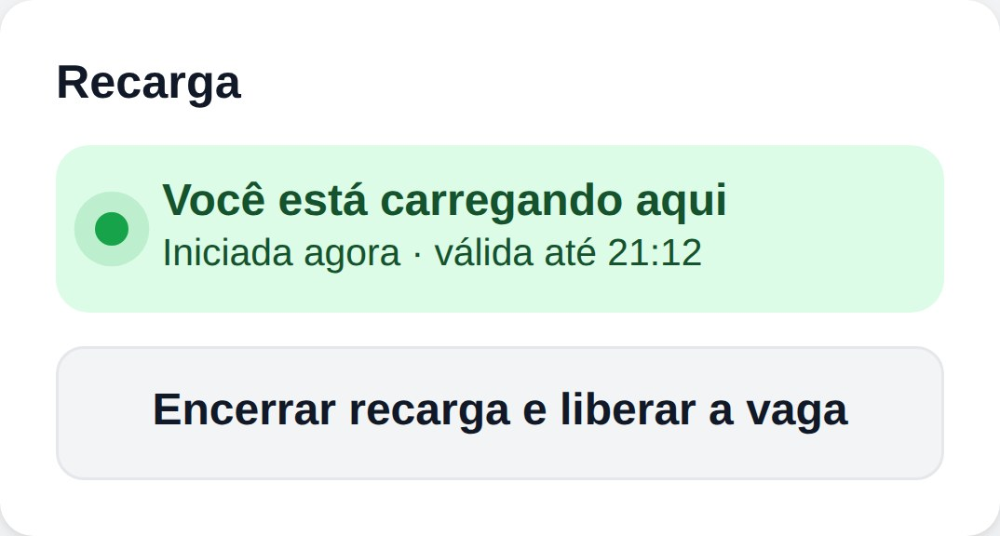 Recarga
Você está carregando aqui
Iniciada agora · válida até 21:12
Encerrar recarga e liberar a vaga